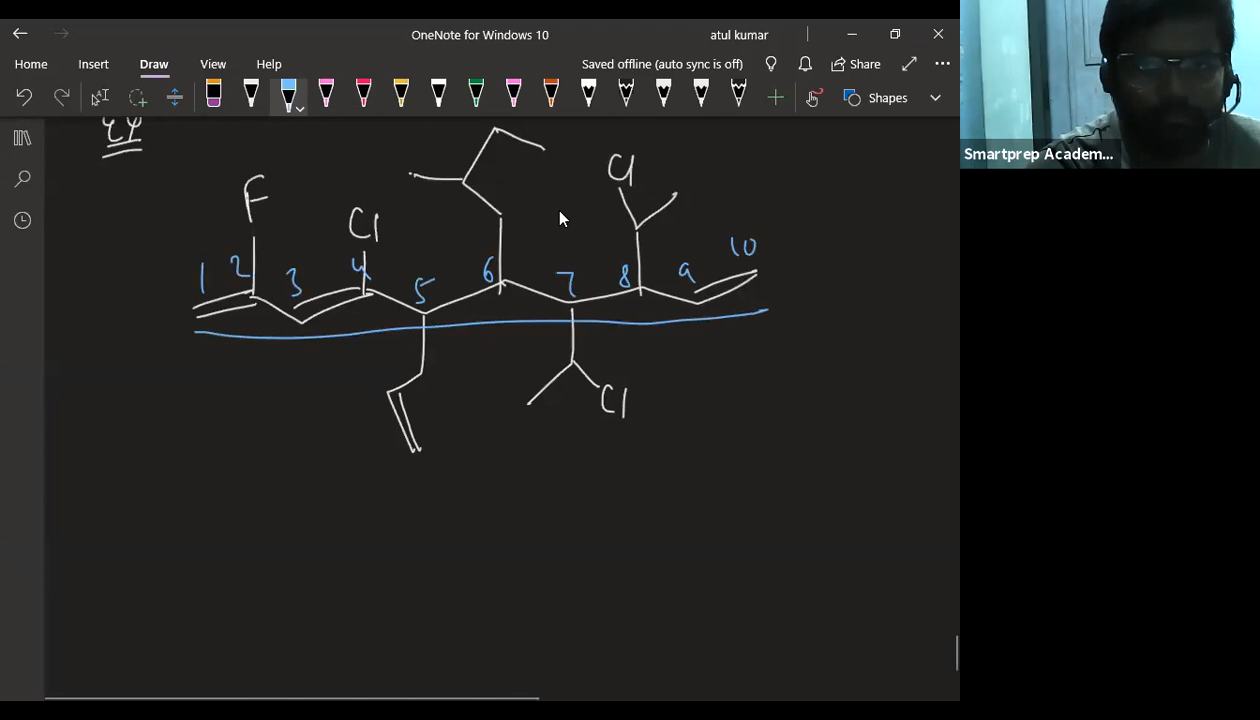 OneNote for Windows 10
atul kumar
Home Insert Draw View Help
Saved offline (auto sync is off)
Share
Shapes
Smartprep Academ...
F
Cl
Cl
1 2 3 4 5 6 7 8 9 10
Cl